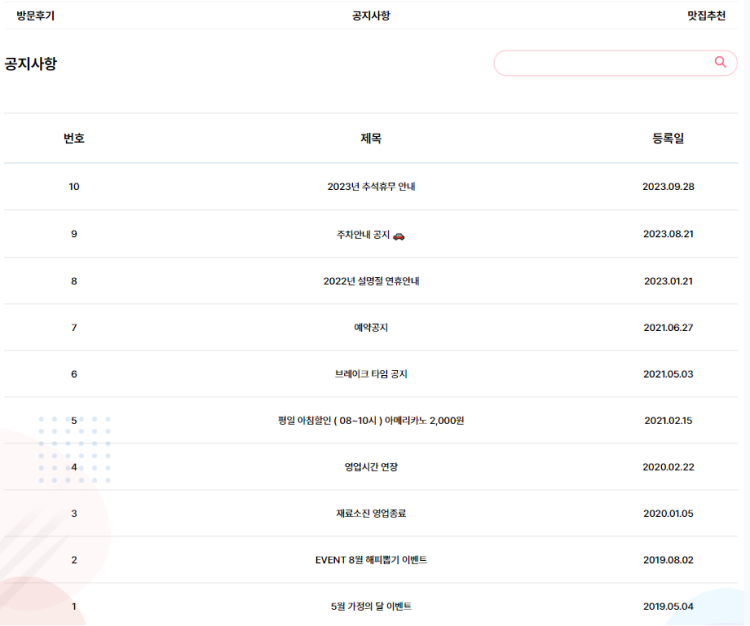 방문후기 공지사항 맛집추천
공지사항
번호 제목 등록일
10 2023년 추석휴무 안내 2023.09.28
9 주차안내 공지 🚗 2023.08.21
8 2022년 설명절 연휴안내 2023.01.21
7 예약공지 2021.06.27
6 브레이크 타임 공지 2021.05.03
5 평일 아침할인 ( 08~10시 ) 아메리카노 2,000원 2021.02.15
4 영업시간 연장 2020.02.22
3 재료소진 영업종료 2020.01.05
2 EVENT 8월 해피뽑기 이벤트 2019.08.02
1 5월 가정의 달 이벤트 2019.05.04